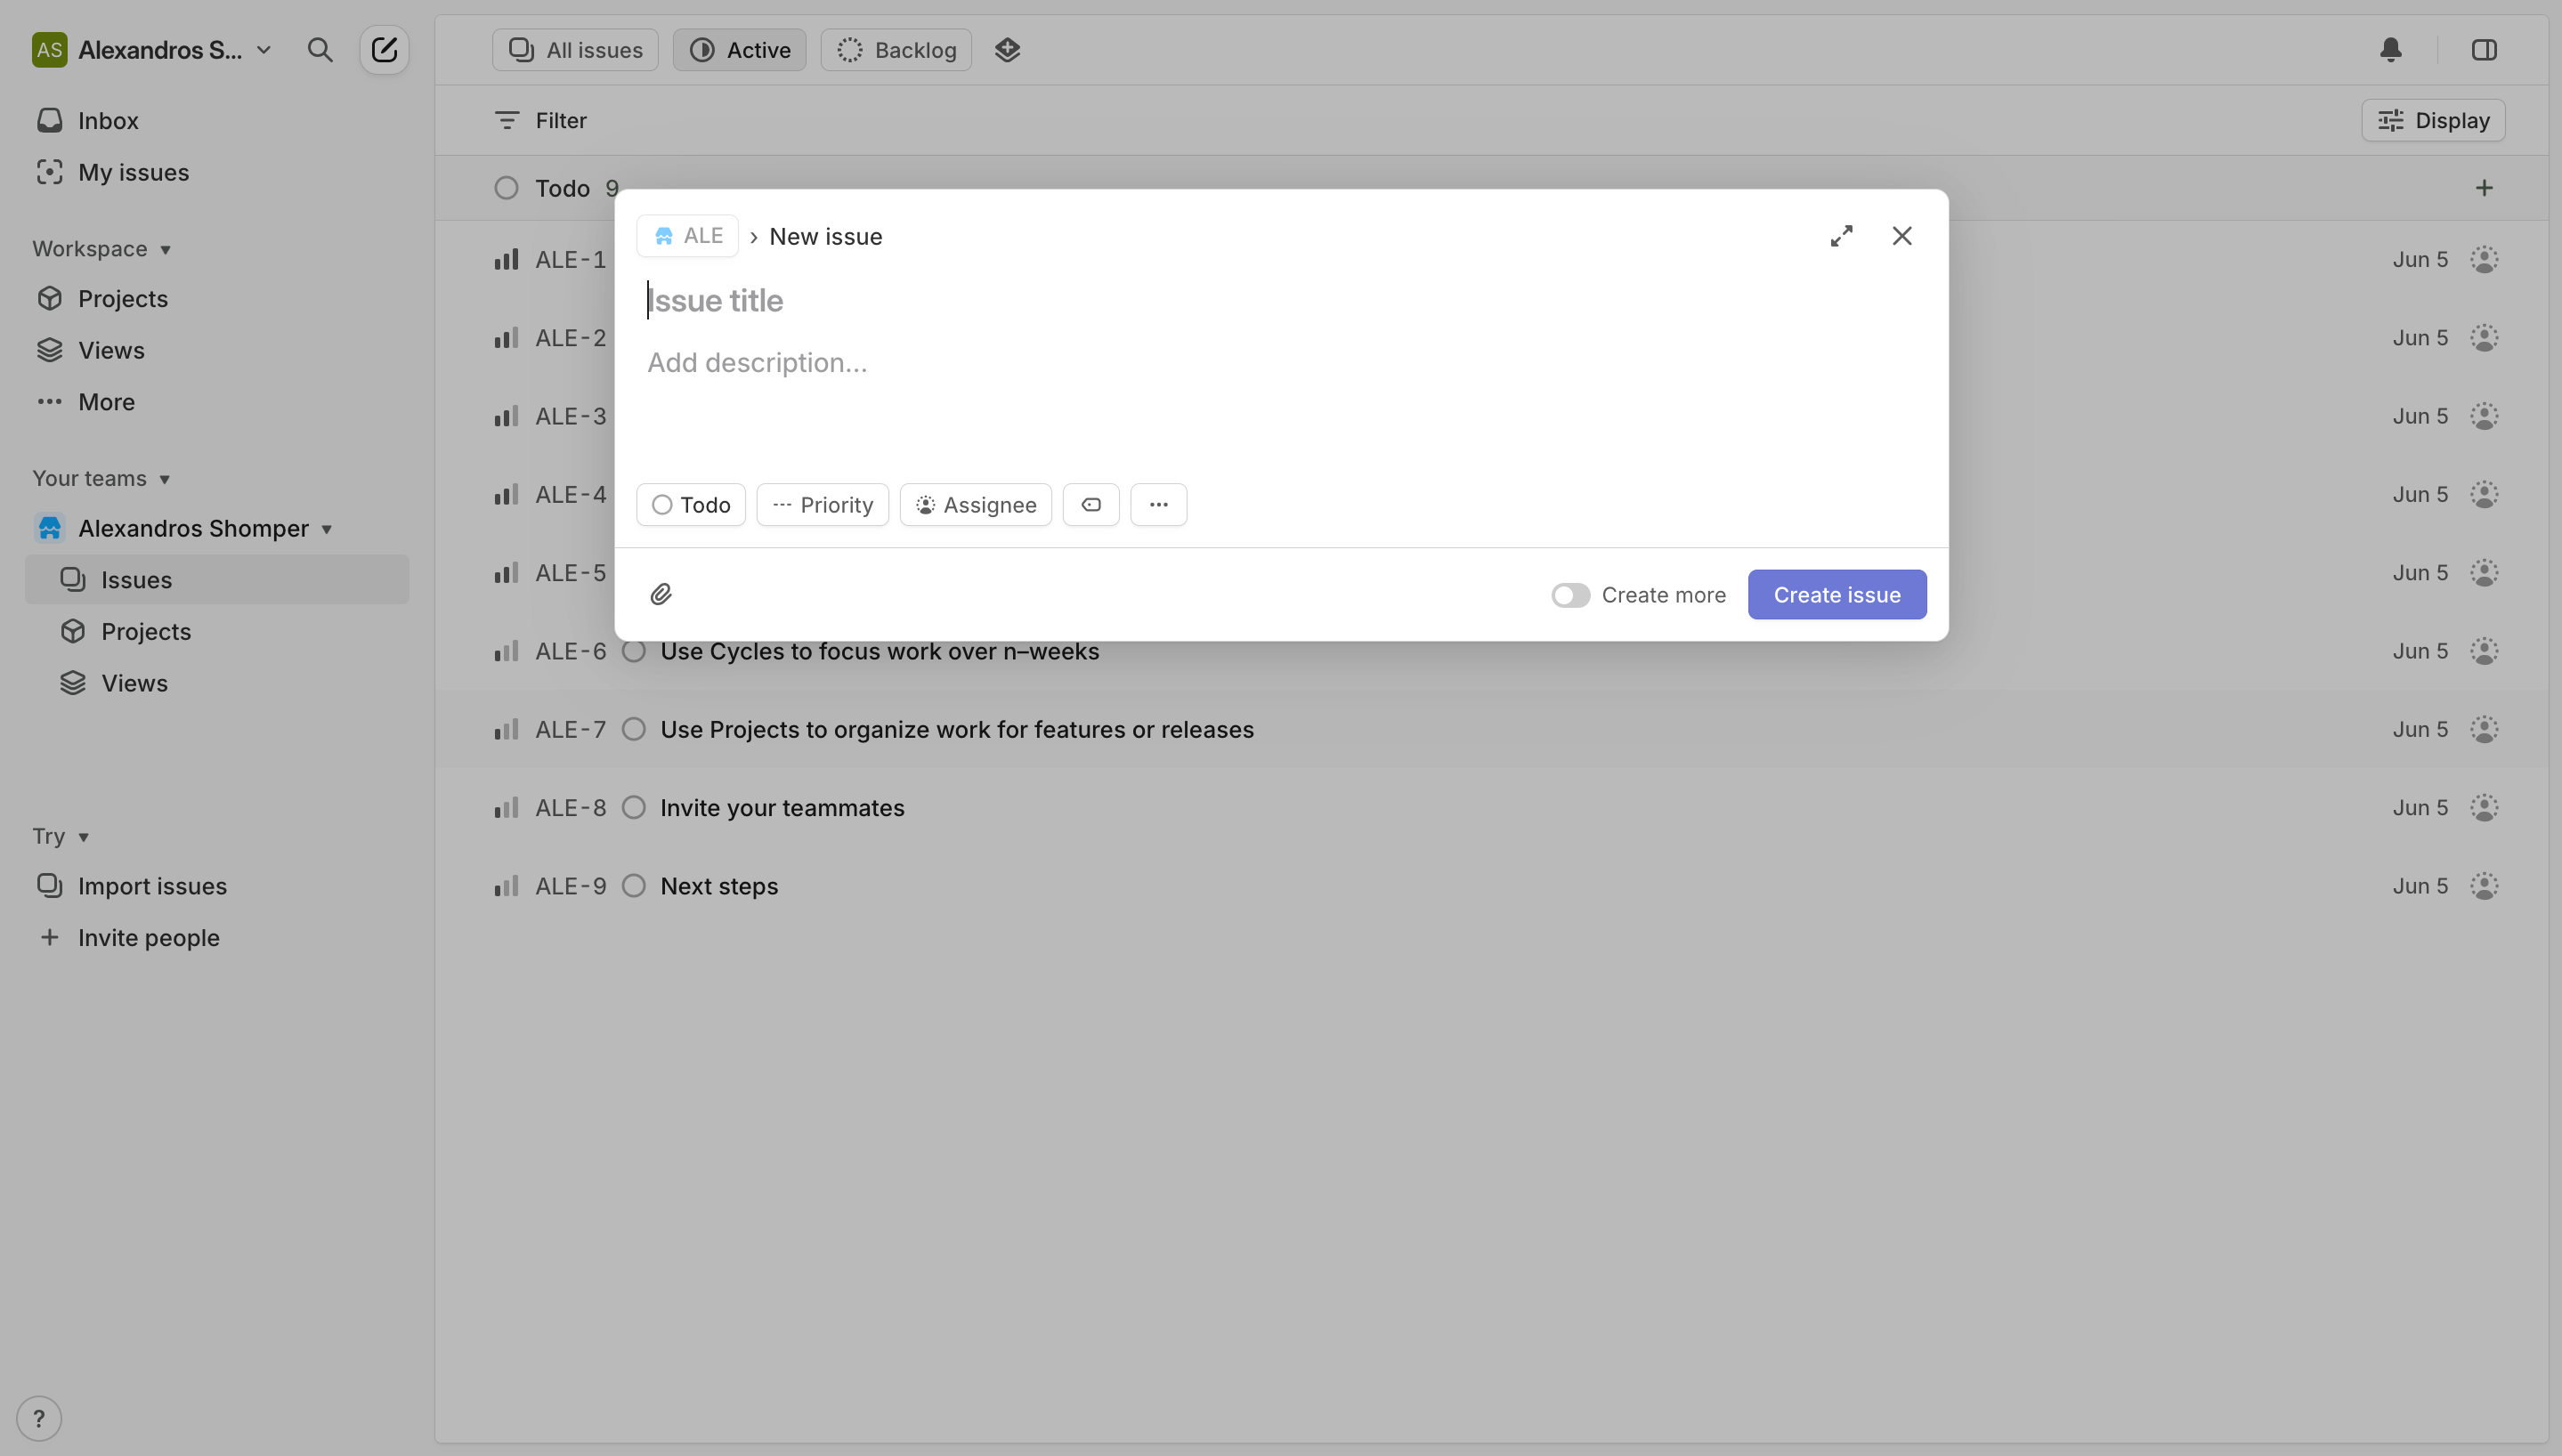 AS Alexandros S...
Inbox
My issues
Workspace
Projects
Views
More
Your teams
Alexandros Shomper
Issues
Projects
Views
Try
Import issues
Invite people
?
All issues
Active
Backlog
Filter
Display
Todo 9
ALE › New issue
Issue title
Add description...
Todo
--- Priority
Assignee
Create more
Create issue
ALE-1 Jun 5
ALE-2 Jun 5
ALE-3 Jun 5
ALE-4 Jun 5
ALE-5 Jun 5
ALE-6 Use Cycles to focus work over n–weeks Jun 5
ALE-7 Use Projects to organize work for features or releases Jun 5
ALE-8 Invite your teammates Jun 5
ALE-9 Next steps Jun 5